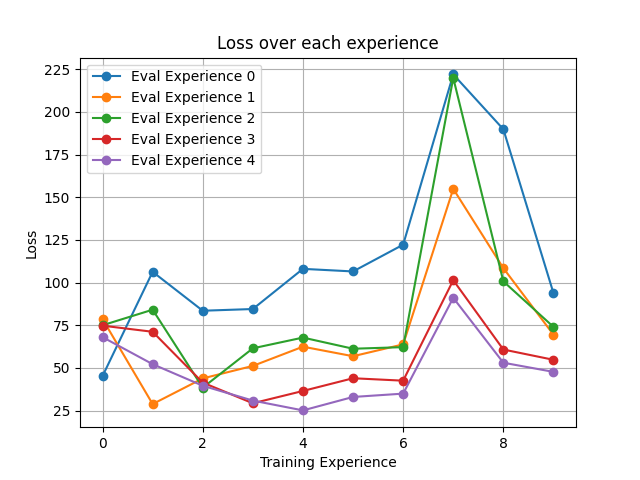 Loss over each experience
Eval Experience 0
Eval Experience 1
Eval Experience 2
Eval Experience 3
Eval Experience 4
225
200
175
150
125
100
75
50
25
Loss
0 2 4 6 8
Training Experience